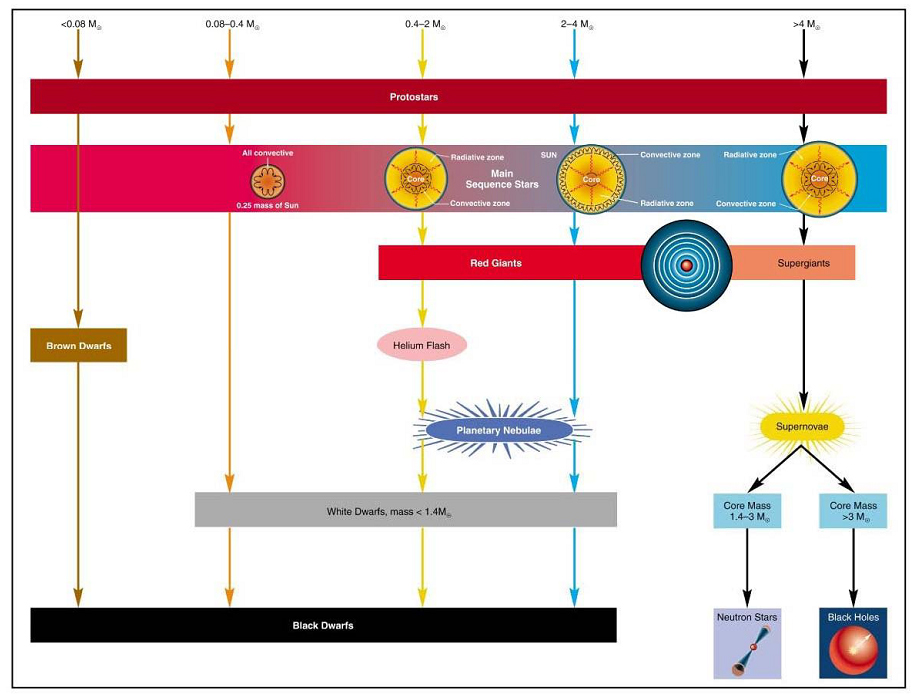 <0.08 M☉
0.08–0.4 M☉
0.4–2 M☉
2–4 M☉
>4 M☉
Protostars
All convective
0.25 mass of Sun
Core
Radiative zone
Convective zone
Main
Sequence Stars
SUN
Core
Convective zone
Radiative zone
Radiative zone
Convective zone
Core
Red Giants
Supergiants
Brown Dwarfs
Helium Flash
Planetary Nebulae
Supernovae
White Dwarfs, mass < 1.4M☉
Core Mass
1.4–3 M☉
Core Mass
>3 M☉
Black Dwarfs
Neutron Stars
Black Holes